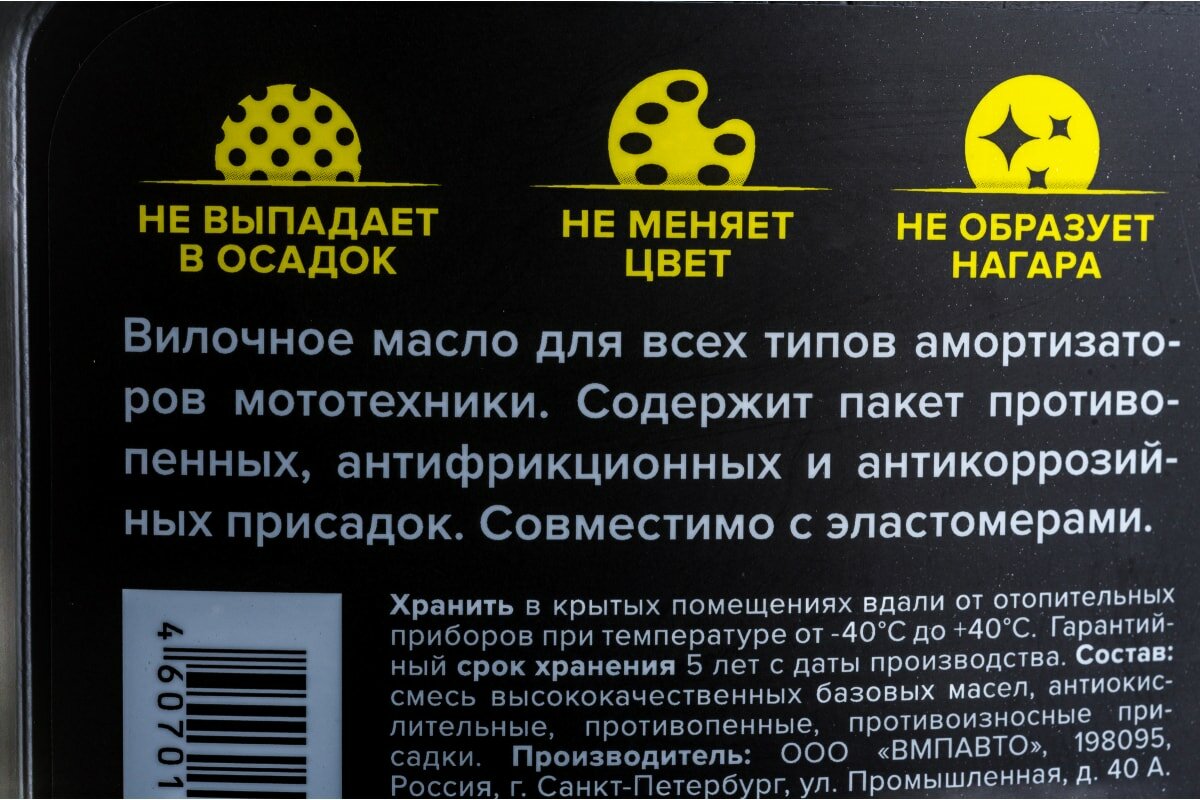 НЕ ВЫПАДАЕТ
В ОСАДОК
НЕ МЕНЯЕТ
ЦВЕТ
НЕ ОБРАЗУЕТ
НАГАРА
Вилочное масло для всех типов амортизато-
ров мототехники. Содержит пакет противо-
пенных, антифрикционных и антикоррозий-
ных присадок. Совместимо с эластомерами.
Хранить в крытых помещениях вдали от отопительных
приборов при температуре от -40°С до +40°С. Гарантий-
ный срок хранения 5 лет с даты производства. Состав:
смесь высококачественных базовых масел, антиокис-
лительные, противопенные, противоизносные при-
садки. Производитель: ООО «ВМПАВТО», 198095,
Россия, г. Санкт-Петербург, ул. Промышленная, д. 40 А.
4 60701